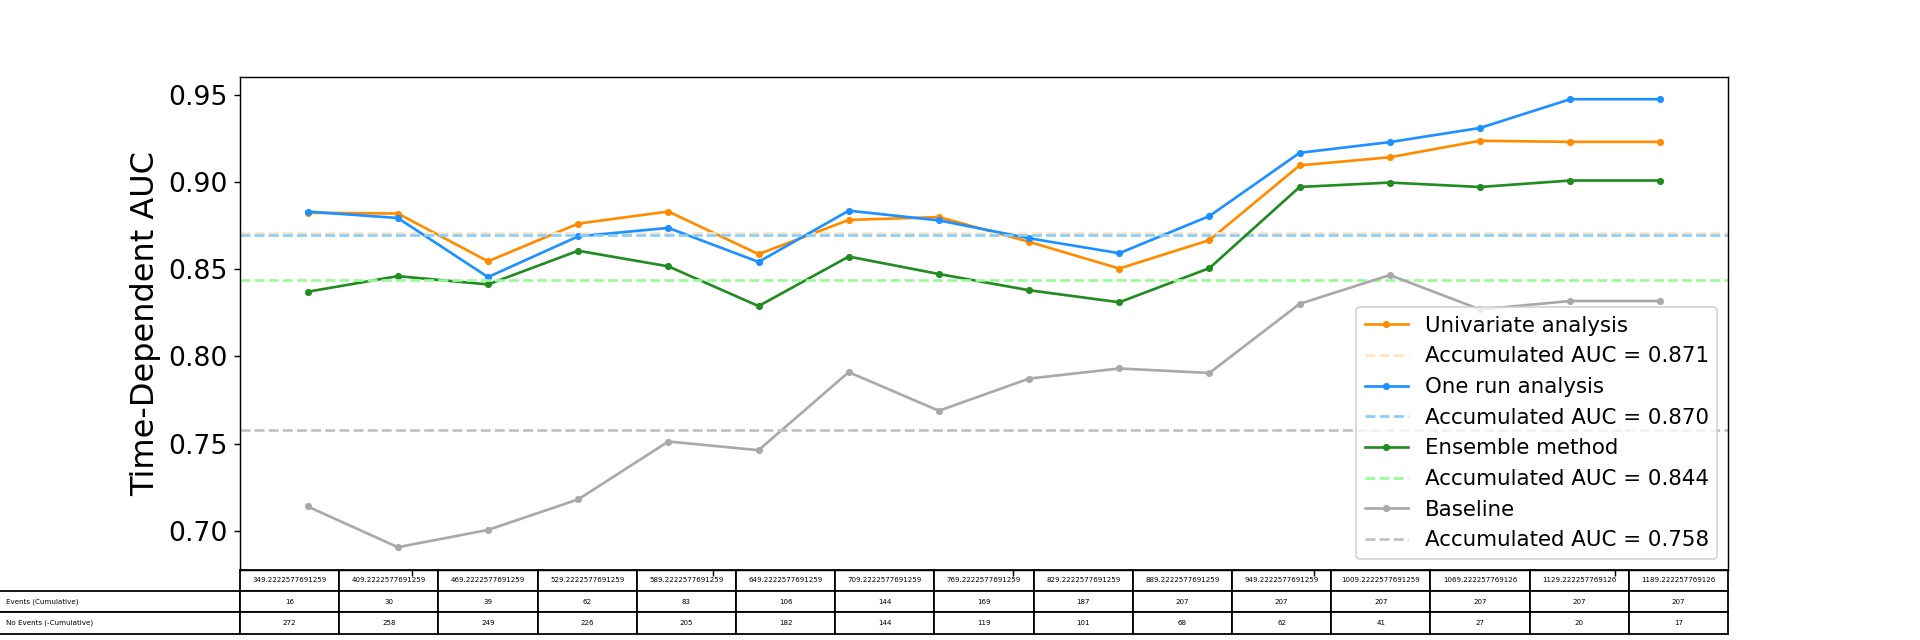 0.95
0.90
0.85
0.80
0.75
0.70
Time-Dependent AUC
Univariate analysis
Accumulated AUC = 0.871
One run analysis
Accumulated AUC = 0.870
Ensemble method
Accumulated AUC = 0.844
Baseline
Accumulated AUC = 0.758
349.2222577691259 409.2222577691259 469.2222577691259 529.2222577691259 589.2222577691259 649.2222577691259 709.2222577691259 769.2222577691259 829.2222577691259 889.2222577691259 949.2222577691259 1009.2222577691259 1069.222257769126 1129.222257769126 1189.222257769126
Events (Cumulative) 16 30 39 62 83 106 144 169 187 207 207 207 207 207 207
No Events (-Cumulative) 272 258 249 226 205 182 144 119 101 68 62 41 27 20 17